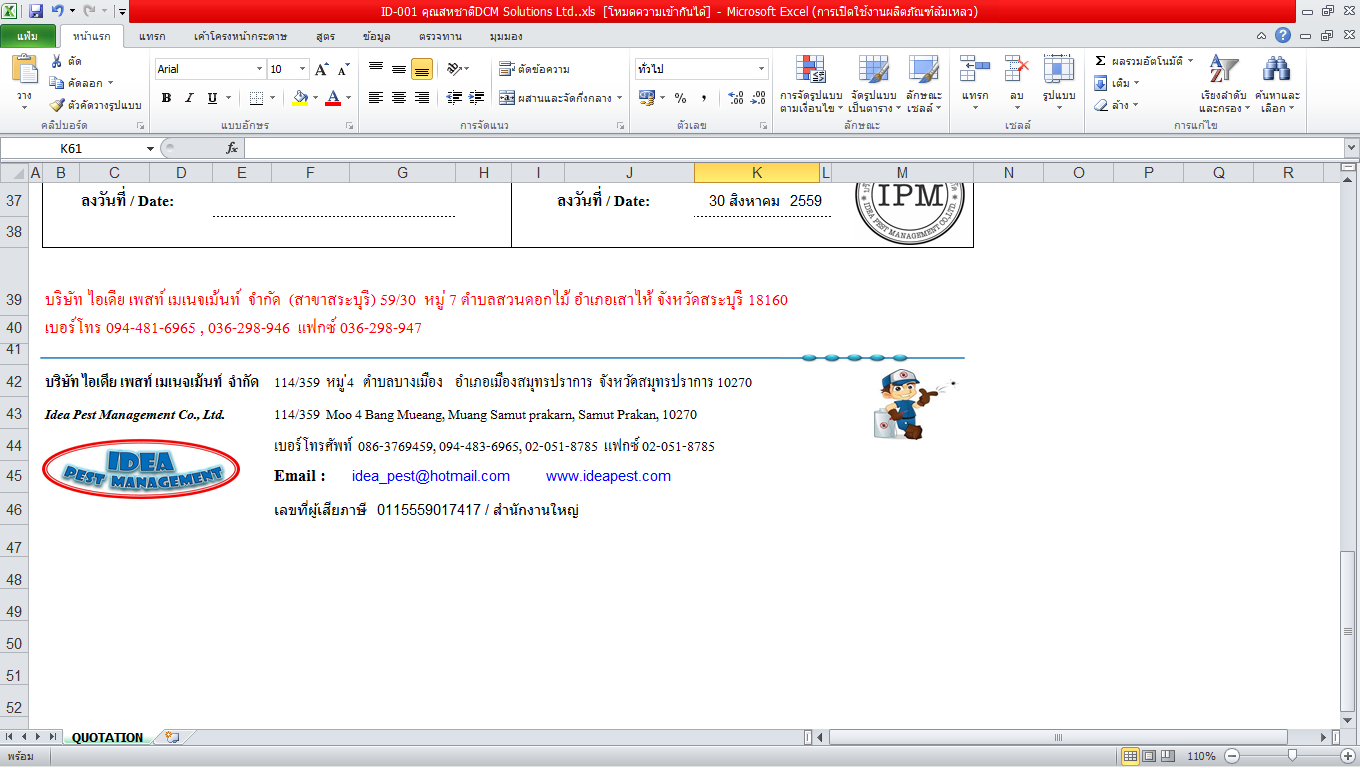 ID-001 คุณสหชาติDCM Solutions Ltd..xls [โหมดความเข้ากันได้] - Microsoft Excel (การเปิดใช้งานผลิตภัณฑ์ล้มเหลว)
แฟ้ม หน้าแรก แทรก เค้าโครงหน้ากระดาษ สูตร ข้อมูล ตรวจทาน มุมมอง
ตัด Arial 10 ตัดข้อความ ทั่วไป ผลรวมอัตโนมัติ
คัดลอก เติม
วาง ตัวคัดวางรูปแบบ B I U ผสานและจัดกึ่งกลาง % , การจัดรูปแบบตามเงื่อนไข จัดรูปแบบเป็นตาราง ลักษณะเซลล์ แทรก ลบ รูปแบบ ล้าง เรียงลำดับและกรอง ค้นหาและเลือก
คลิปบอร์ด แบบอักษร การจัดแนว ตัวเลข ลักษณะ เซลล์ การแก้ไข
K61 fx
A B C D E F G H I J K L M N O P Q R
37 ลงวันที่ / Date: ลงวันที่ / Date: 30 สิงหาคม 2559 IPM
IDEA PEST MANAGEMENT CO.,LTD.
38
39 บริษัท ไอเดีย เพสท์ เมเนจเม้นท์ จำกัด (สาขาสระบุรี) 59/30 หมู่ 7 ตำบลสวนดอกไม้ อำเภอเสาไห้ จังหวัดสระบุรี 18160
40 เบอร์โทร 094-481-6965 , 036-298-946 แฟกซ์ 036-298-947
41
42 บริษัท ไอเดีย เพสท์ เมเนจเม้นท์ จำกัด 114/359 หมู่ 4 ตำบลบางเมือง อำเภอเมืองสมุทรปราการ จังหวัดสมุทรปราการ 10270
43 Idea Pest Management Co., Ltd. 114/359 Moo 4 Bang Mueang, Muang Samut prakarn, Samut Prakan, 10270
44 เบอร์โทรศัพท์ 086-3769459, 094-483-6965, 02-051-8785 แฟกซ์ 02-051-8785
IDEA
PEST MANAGEMENT
45 Email : idea_pest@hotmail.com www.ideapest.com
46 เลขที่ผู้เสียภาษี 0115559017417 / สำนักงานใหญ่
47
48
49
50
51
52
QUOTATION
พร้อม 110%